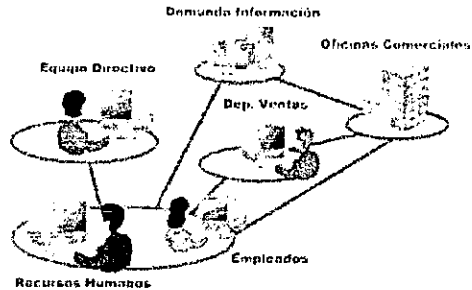 Demanda Información
Oficinas Comerciales
Equipo Directivo
Dep. Ventas
Empleados
Recursos Humanos